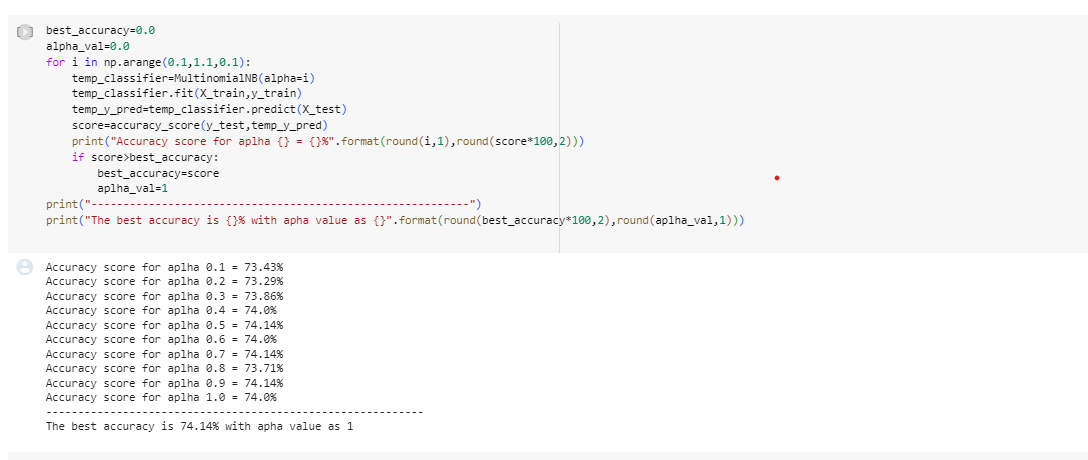 best_accuracy=0.0
alpha_val=0.0
for i in np.arange(0.1,1.1,0.1):
    temp_classifier=MultinomialNB(alpha=i)
    temp_classifier.fit(X_train,y_train)
    temp_y_pred=temp_classifier.predict(X_test)
    score=accuracy_score(y_test,temp_y_pred)
    print("Accuracy score for aplha {} = {}%".format(round(i,1),round(score*100,2)))
    if score>best_accuracy:
        best_accuracy=score
        aplha_val=1
print("-----------------------------------------------------------")
print("The best accuracy is {}% with apha value as {}".format(round(best_accuracy*100,2),round(aplha_val,1)))
Accuracy score for aplha 0.1 = 73.43%
Accuracy score for aplha 0.2 = 73.29%
Accuracy score for aplha 0.3 = 73.86%
Accuracy score for aplha 0.4 = 74.0%
Accuracy score for aplha 0.5 = 74.14%
Accuracy score for aplha 0.6 = 74.0%
Accuracy score for aplha 0.7 = 74.14%
Accuracy score for aplha 0.8 = 73.71%
Accuracy score for aplha 0.9 = 74.14%
Accuracy score for aplha 1.0 = 74.0%
-----------------------------------------------------------
The best accuracy is 74.14% with apha value as 1